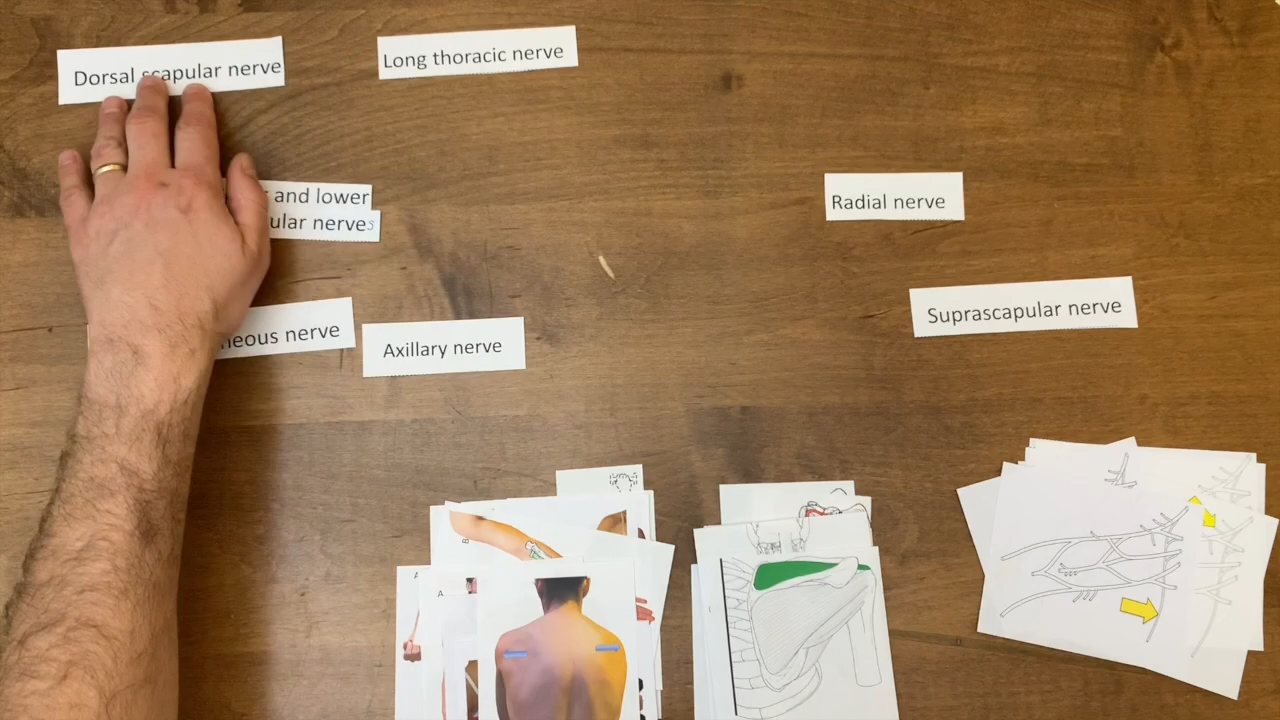 Dorsal scapular nerve
Long thoracic nerve
and lower
ular nerves
Radial nerve
Suprascapular nerve
neous nerve
Axillary nerve
B
A
A